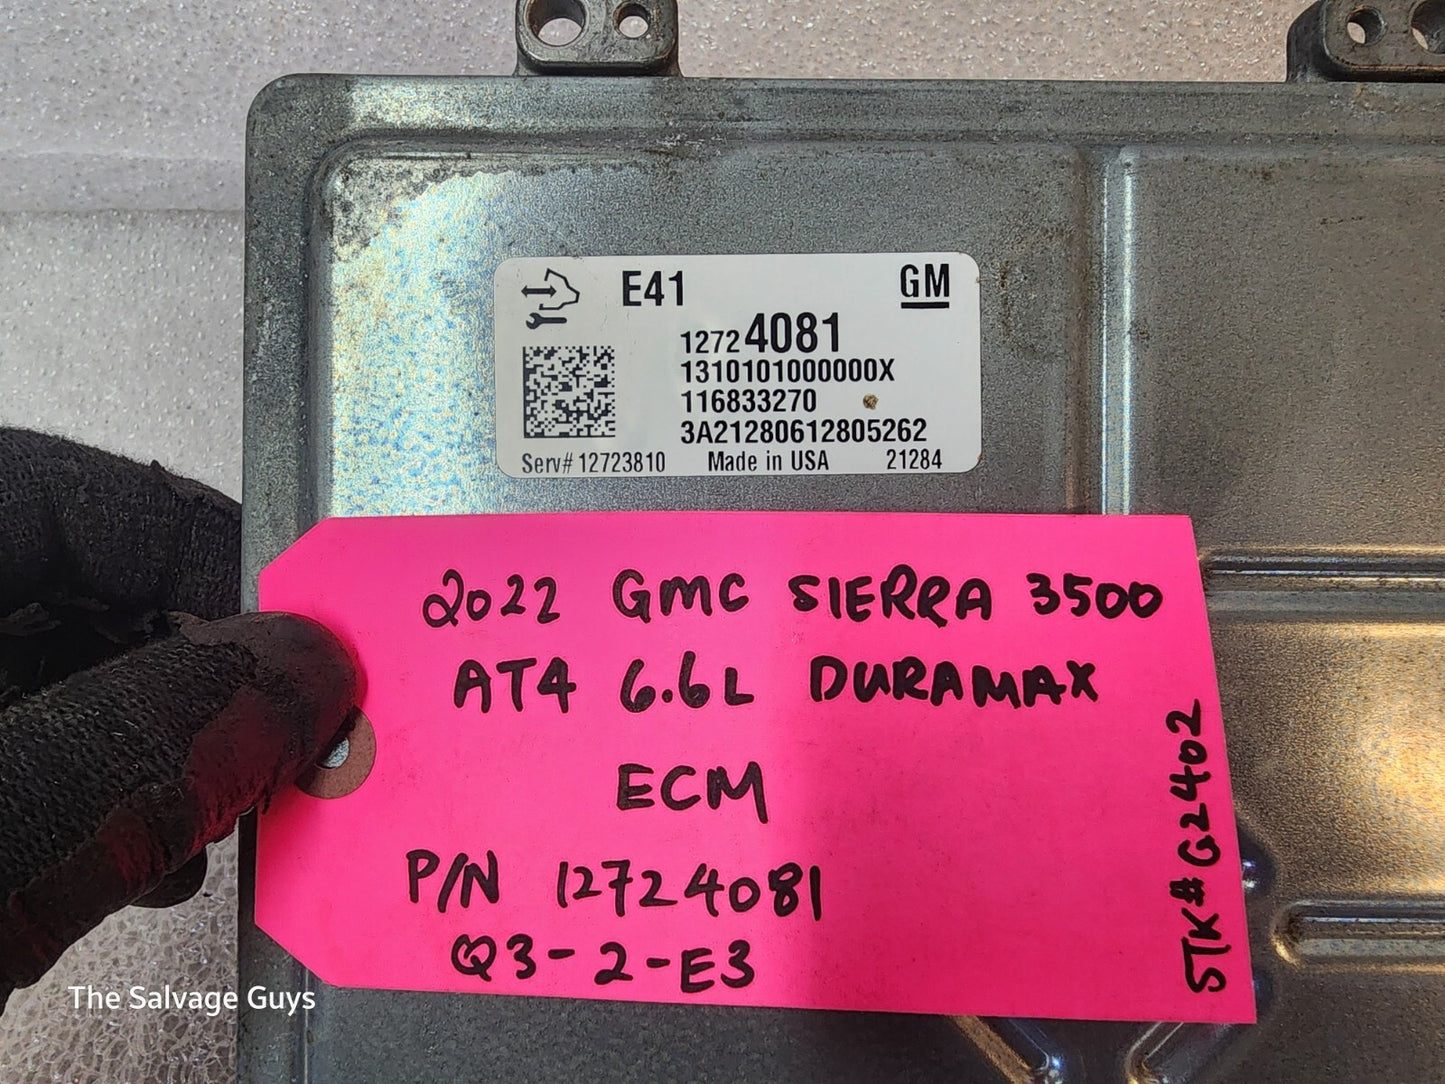 E41
GM
12724081
1310101000000X
116833270
3A21280612805262
Serv# 12723810 Made in USA 21284
2022 GMC SIERRA 3500
AT4 6.6L DURAMAX
ECM
P/N 12724081
Q3-2-E3
STK# G2402
The Salvage Guys